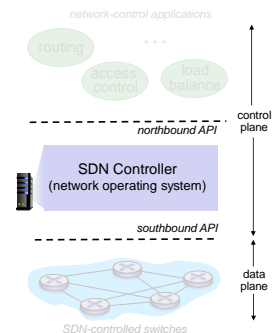 network-control applications
routing
...
access
control
load
balance
control
plane
northbound API
SDN Controller
(network operating system)
southbound API
data
plane
SDN-controlled switches